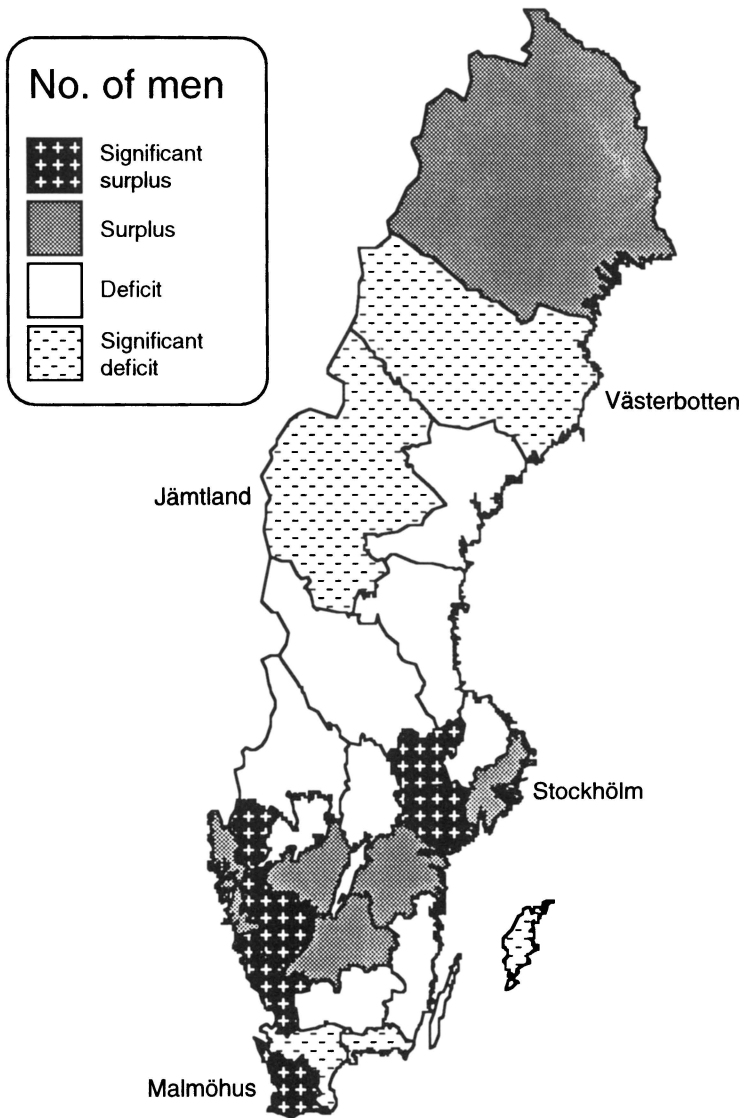 No. of men
Significant
surplus
Surplus
Deficit
Significant
deficit
Västerbotten
Jämtland
Stockhölm
Malmöhus